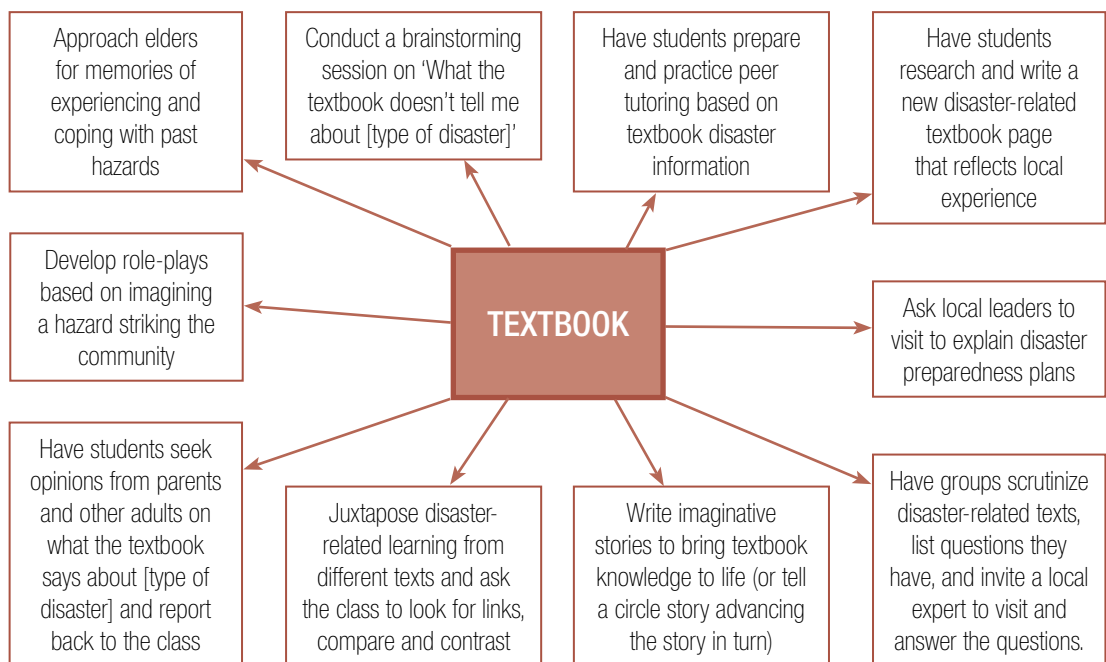 Approach elders
for memories of
experiencing and
coping with past
hazards
Conduct a brainstorming
session on ‘What the
textbook doesn’t tell me
about [type of disaster]’
Have students prepare
and practice peer
tutoring based on
textbook disaster
information
Have students
research and write a
new disaster-related
textbook page
that reflects local
experience
Develop role-plays
based on imagining
a hazard striking the
community
TEXTBOOK
Ask local leaders to
visit to explain disaster
preparedness plans
Have students seek
opinions from parents
and other adults on
what the textbook
says about [type of
disaster] and report
back to the class
Juxtapose disaster-
related learning from
different texts and ask
the class to look for links,
compare and contrast
Write imaginative
stories to bring textbook
knowledge to life (or tell
a circle story advancing
the story in turn)
Have groups scrutinize
disaster-related texts,
list questions they
have, and invite a local
expert to visit and
answer the questions.